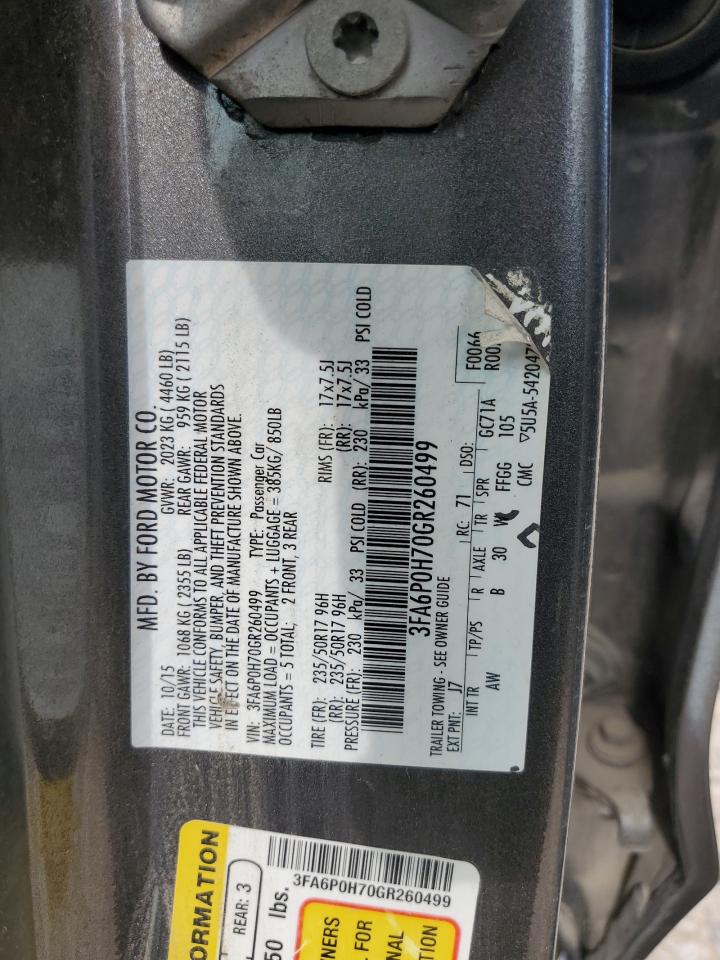 MFD. BY FORD MOTOR CO.
DATE: 10/15 GVWR: 2023 KG ( 4460 LB)
FRONT GAWR: 1068 KG ( 2355 LB) REAR GAWR: 959 KG ( 2115 LB)
THIS VEHICLE CONFORMS TO ALL APPLICABLE FEDERAL MOTOR
VEHICLE SAFETY, BUMPER, AND THEFT PREVENTION STANDARDS
IN EFFECT ON THE DATE OF MANUFACTURE SHOWN ABOVE.
VIN: 3FA6P0H70GR260499 TYPE: Passenger Car
MAXIMUM LOAD = OCCUPANTS + LUGGAGE = 385KG/ 850LB
OCCUPANTS = 5 TOTAL; 2 FRONT, 3 REAR
TIRE (FR): 235/50R17 96H RIMS (FR): 17x7.5J
(RR): 235/50R17 96H (RR): 17x7.5J
PRESSURE (FR): 230 kPa/ 33 PSI COLD (RR): 230 kPa/ 33 PSI COLD
3FA6P0H70GR260499
TRAILER TOWING - SEE OWNER GUIDE
EXT PNT: J7 RC: 71 DSO: F0066
INT TR TP/PS R AXLE TR SPR GC71A
AW B 30 FFGG 105
CMC ▽5U5A-542047
ORMATION
REAR: 3
50 lbs.
3FA6P0H70GR260499
NERS
FOR
NAL
TION